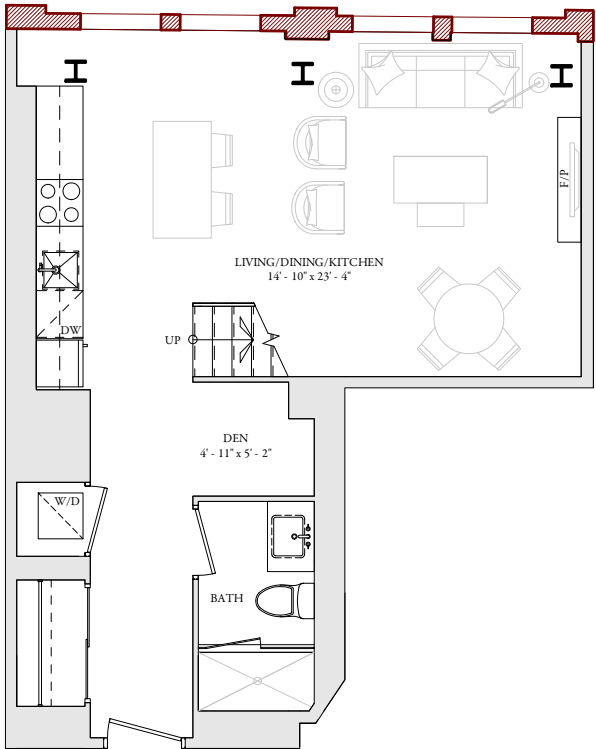 F/P
LIVING/DINING/KITCHEN
14' - 10" x 23' - 4"
DW
UP
DEN
4' - 11" x 5' - 2"
W/D
BATH